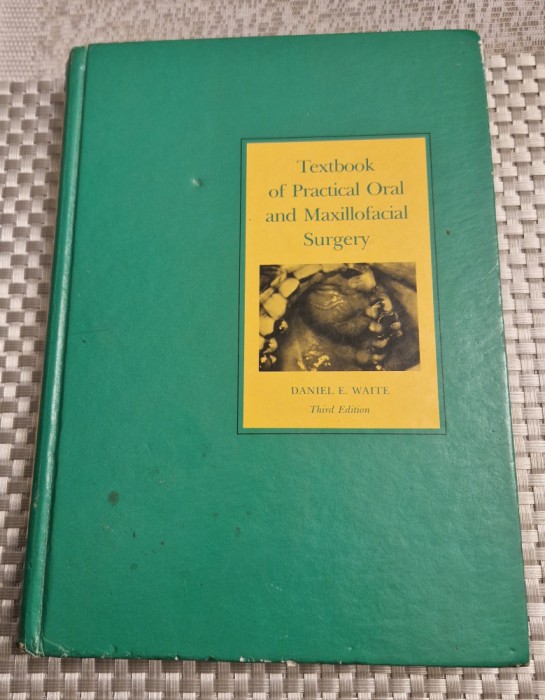 Textbook
of Practical Oral
and Maxillofacial
Surgery
DANIEL E. WAITE
Third Edition